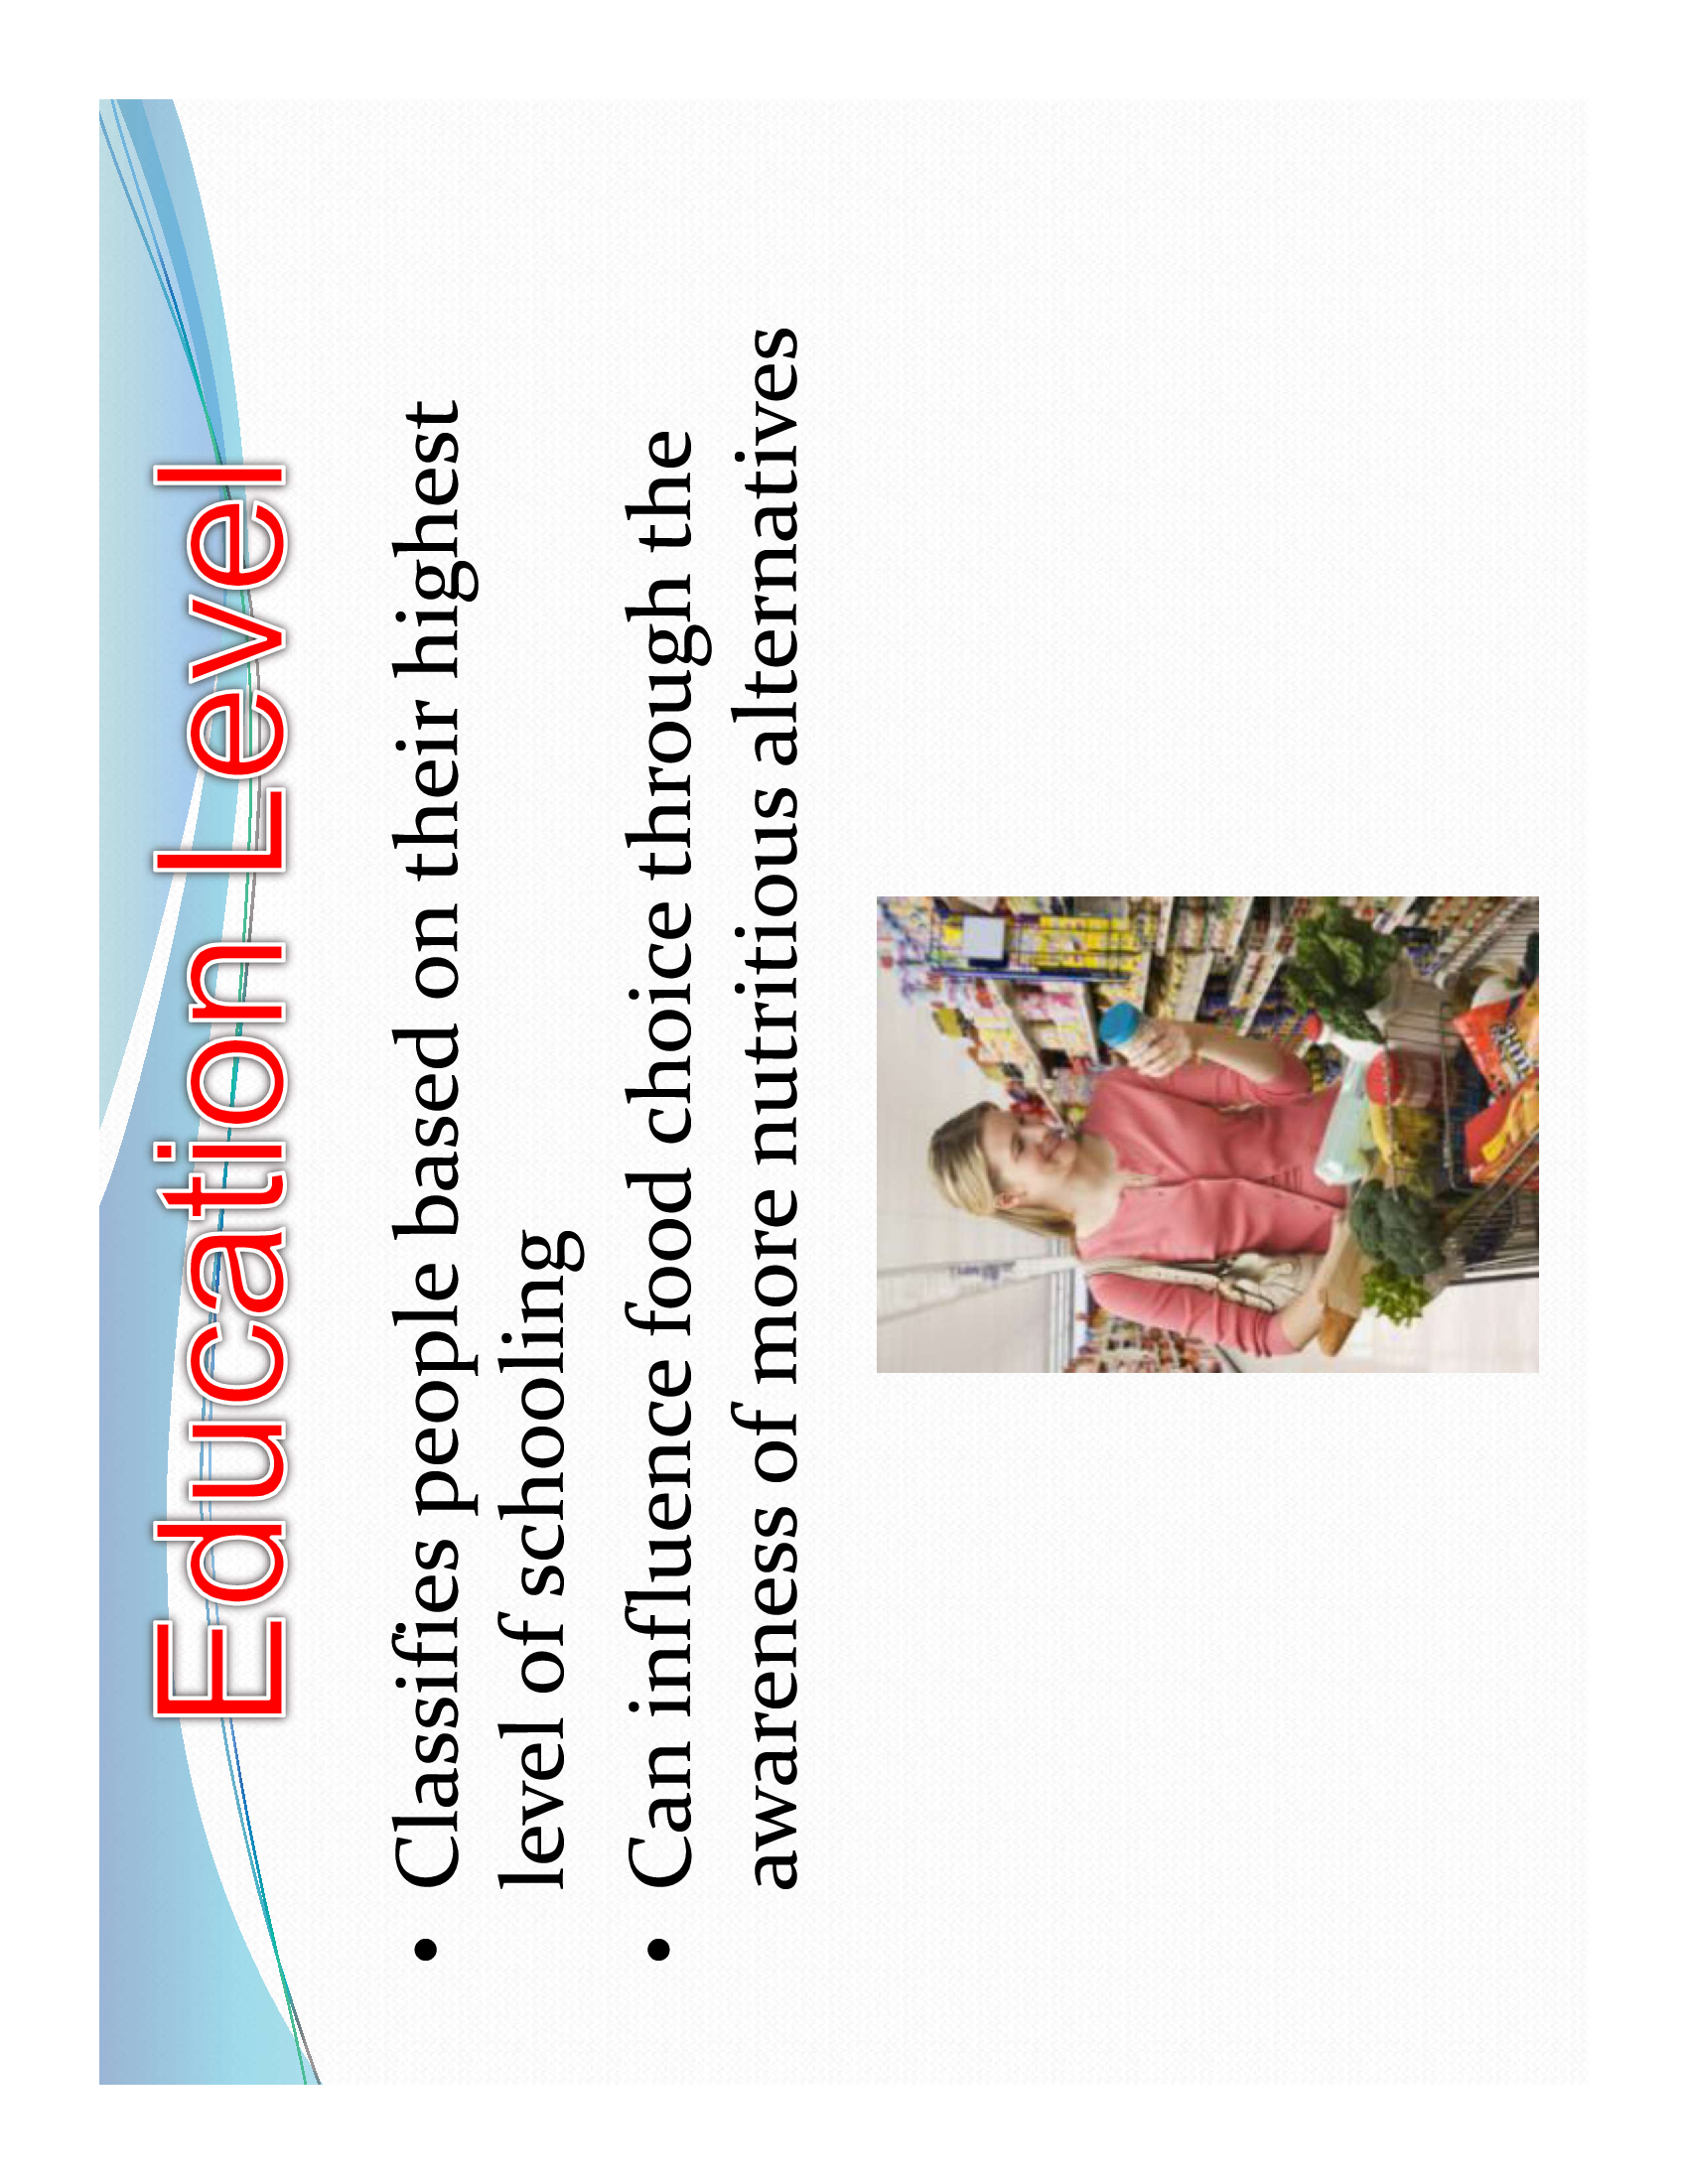 Education Level
• Classifies people based on their highest
level of schooling
• Can influence food choice through the
awareness of more nutritious alternatives